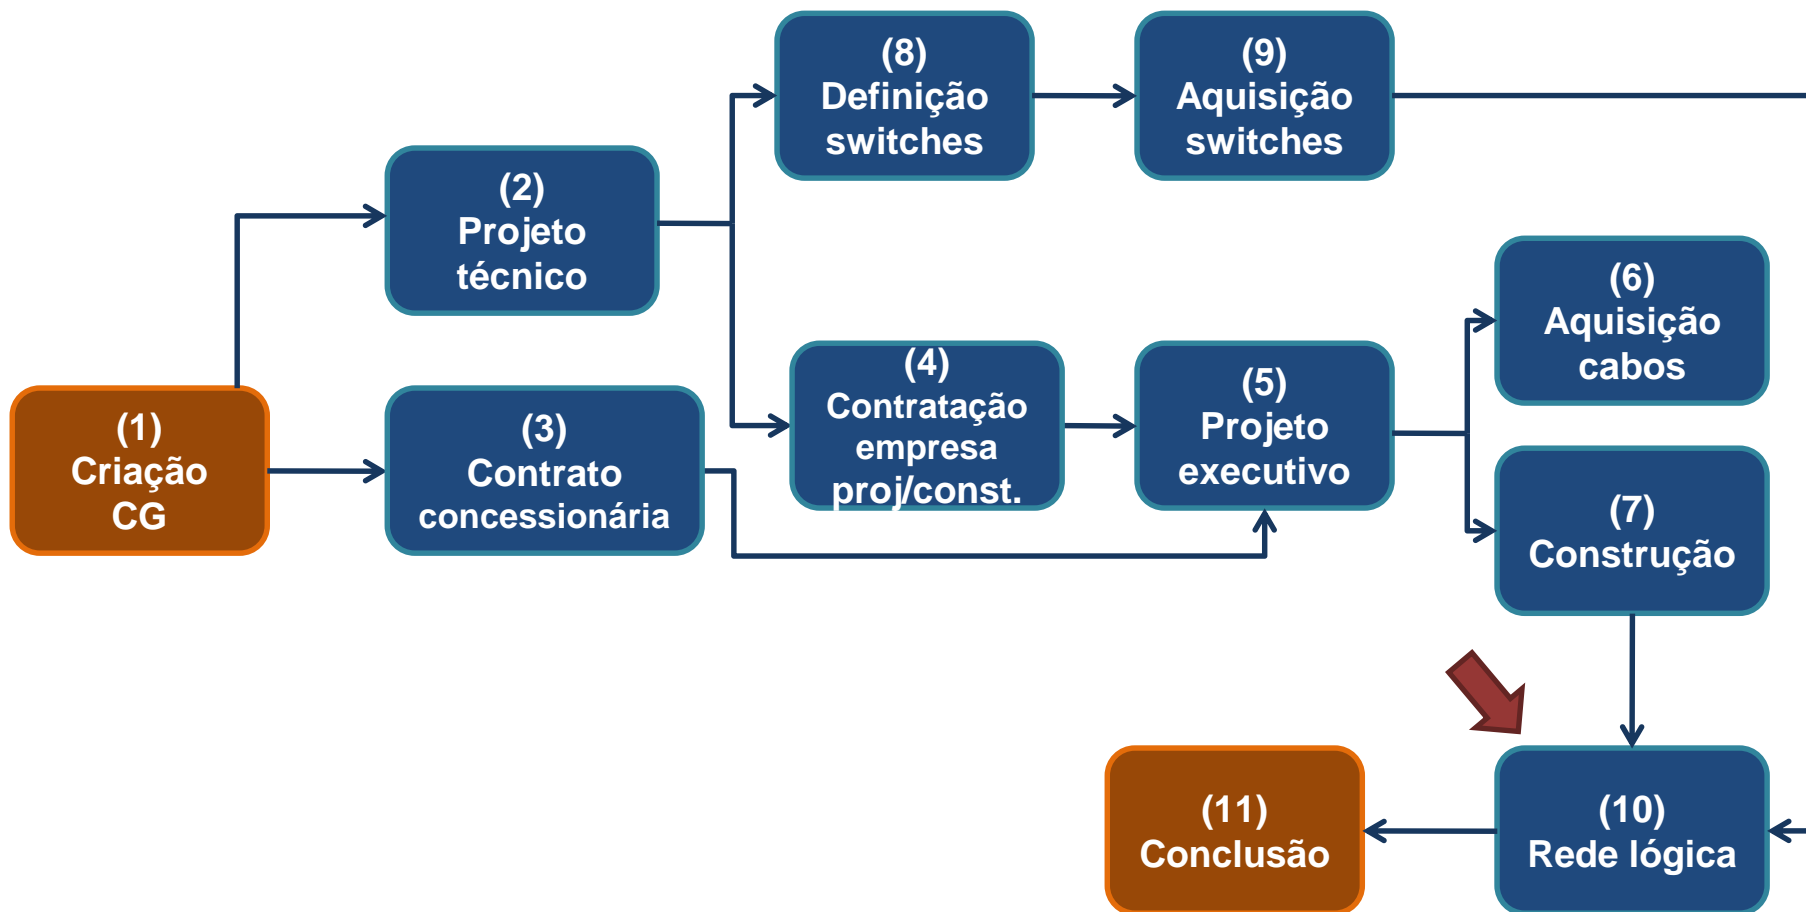 (1)
Criação
CG
(2)
Projeto
técnico
(3)
Contrato
concessionária
(8)
Definição
switches
(9)
Aquisição
switches
(4)
Contratação
empresa
proj/const.
(5)
Projeto
executivo
(6)
Aquisição
cabos
(7)
Construção
(10)
Rede lógica
(11)
Conclusão